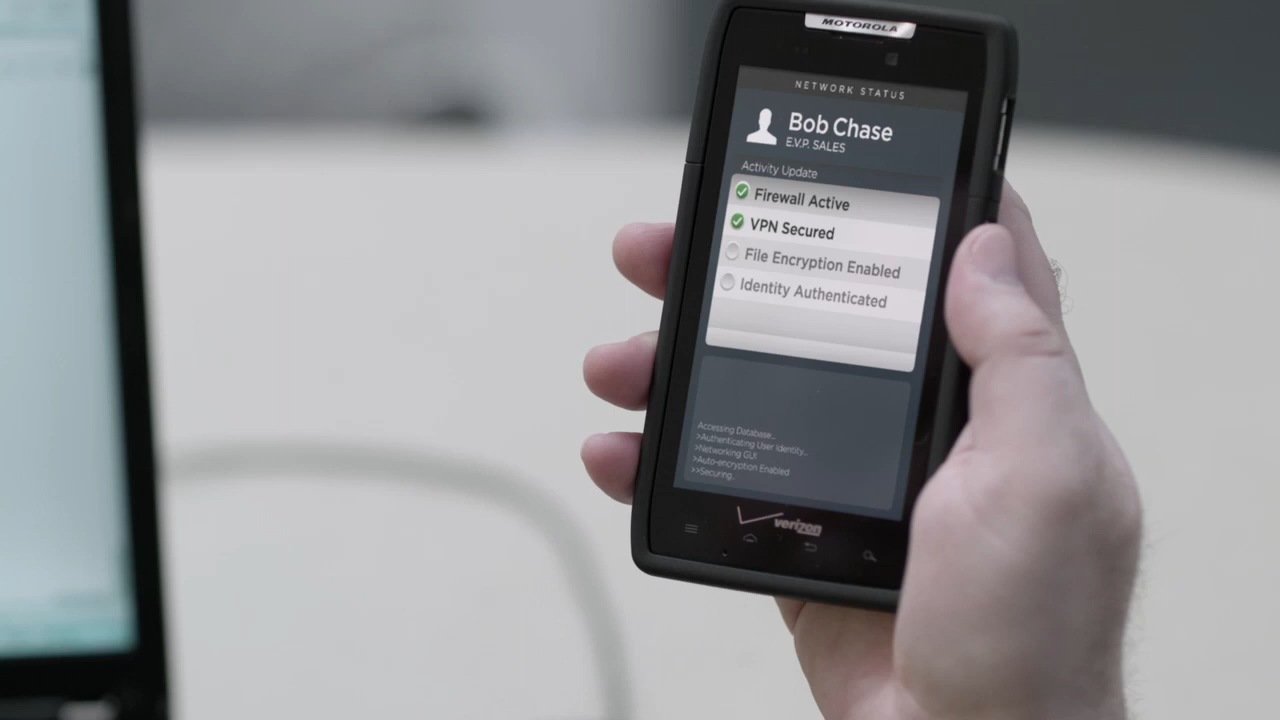 MOTOROLA
NETWORK STATUS
Bob Chase
E.V.P. SALES
Activity Update
Firewall Active
VPN Secured
File Encryption Enabled
Identity Authenticated
Accessing Database...
>Authenticating User Identity...
>Networking GUI
>Auto-encryption Enabled
>>Securing...
verizon